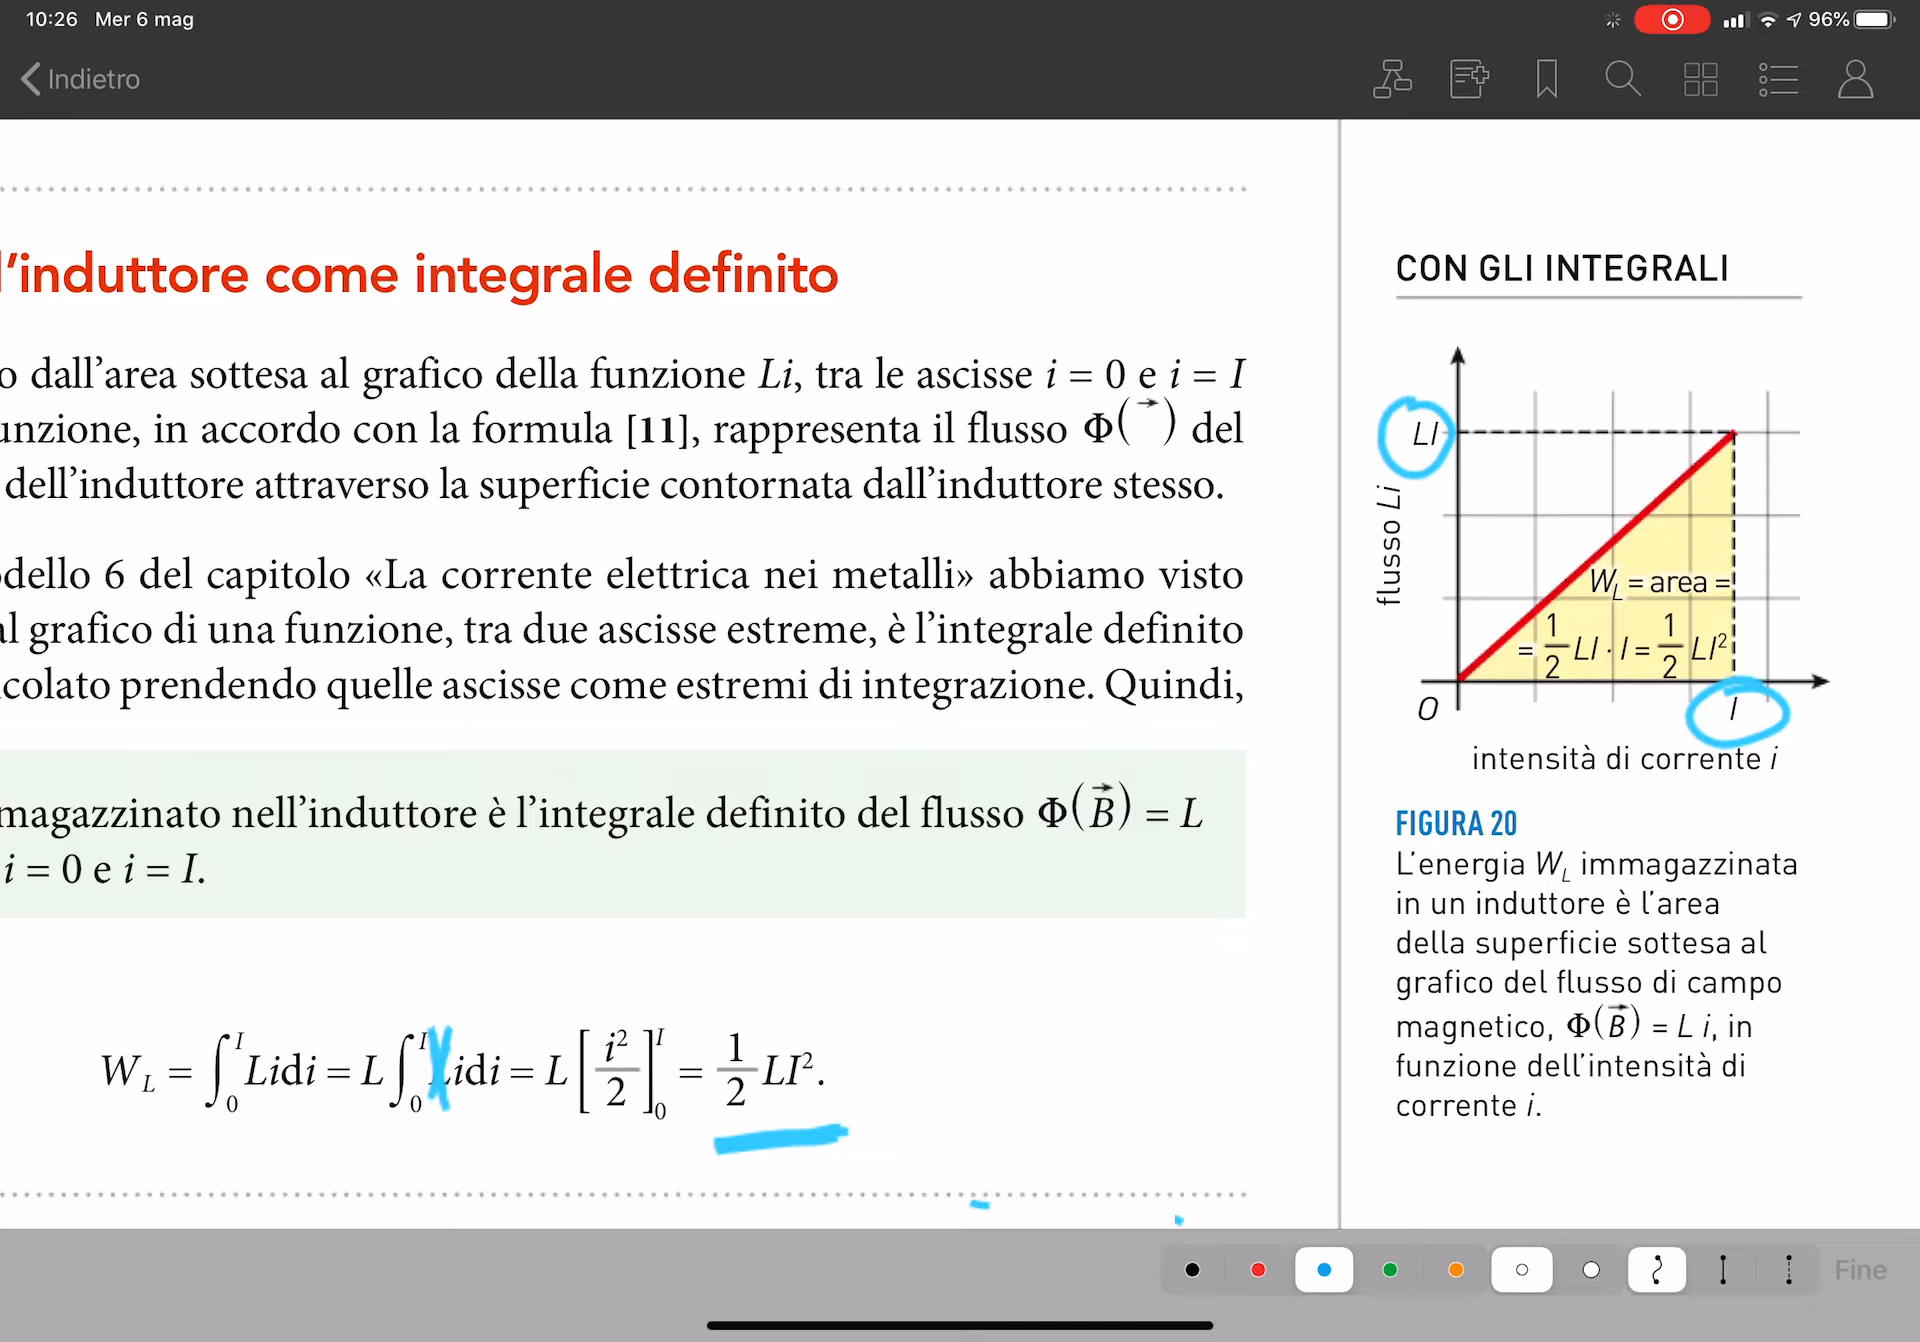 10:26 Mer 6 mag
96%
Indietro
l'induttore come integrale definito
o dall'area sottesa al grafico della funzione Li, tra le ascisse i = 0 e i = I
unzione, in accordo con la formula [11], rappresenta il flusso Φ(→) del
dell'induttore attraverso la superficie contornata dall'induttore stesso.
dello 6 del capitolo «La corrente elettrica nei metalli» abbiamo visto
al grafico di una funzione, tra due ascisse estreme, è l'integrale definito
colato prendendo quelle ascisse come estremi di integrazione. Quindi,
magazzinato nell'induttore è l'integrale definito del flusso Φ(B⃗) = L
i = 0 e i = I.
W_L = ∫₀ᴵ Lidi = L ∫₀ᴵ Lidi = L [i²/2]₀ᴵ = 1/2 LI².
CON GLI INTEGRALI
LI
flusso Li
W_L = area =
= 1/2 LI · I = 1/2 LI²
O
I
intensità di corrente i
FIGURA 20
L'energia W_L immagazzinata
in un induttore è l'area
della superficie sottesa al
grafico del flusso di campo
magnetico, Φ(B⃗) = L i, in
funzione dell'intensità di
corrente i.
Fine